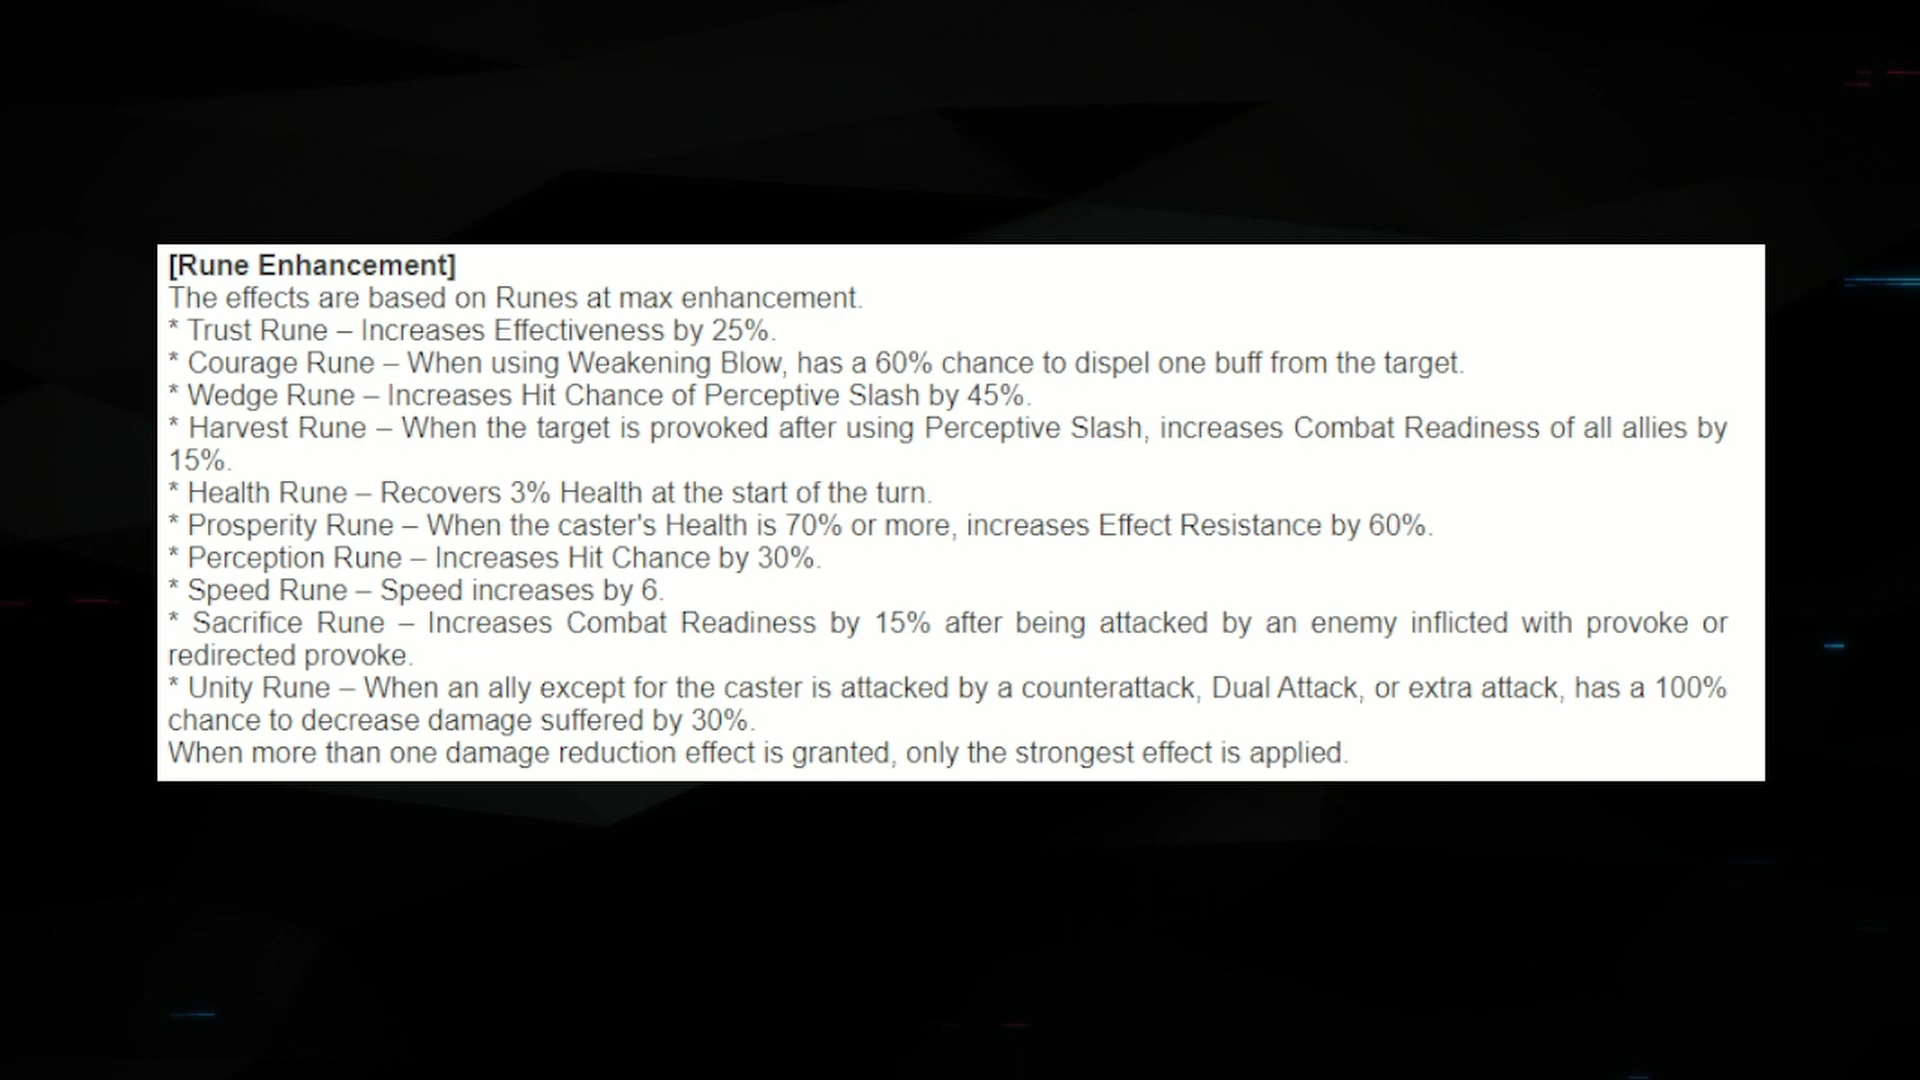 [Rune Enhancement]
The effects are based on Runes at max enhancement.
* Trust Rune – Increases Effectiveness by 25%.
* Courage Rune – When using Weakening Blow, has a 60% chance to dispel one buff from the target.
* Wedge Rune – Increases Hit Chance of Perceptive Slash by 45%.
* Harvest Rune – When the target is provoked after using Perceptive Slash, increases Combat Readiness of all allies by
15%.
* Health Rune – Recovers 3% Health at the start of the turn.
* Prosperity Rune – When the caster's Health is 70% or more, increases Effect Resistance by 60%.
* Perception Rune – Increases Hit Chance by 30%.
* Speed Rune – Speed increases by 6.
* Sacrifice Rune – Increases Combat Readiness by 15% after being attacked by an enemy inflicted with provoke or
redirected provoke.
* Unity Rune – When an ally except for the caster is attacked by a counterattack, Dual Attack, or extra attack, has a 100%
chance to decrease damage suffered by 30%.
When more than one damage reduction effect is granted, only the strongest effect is applied.